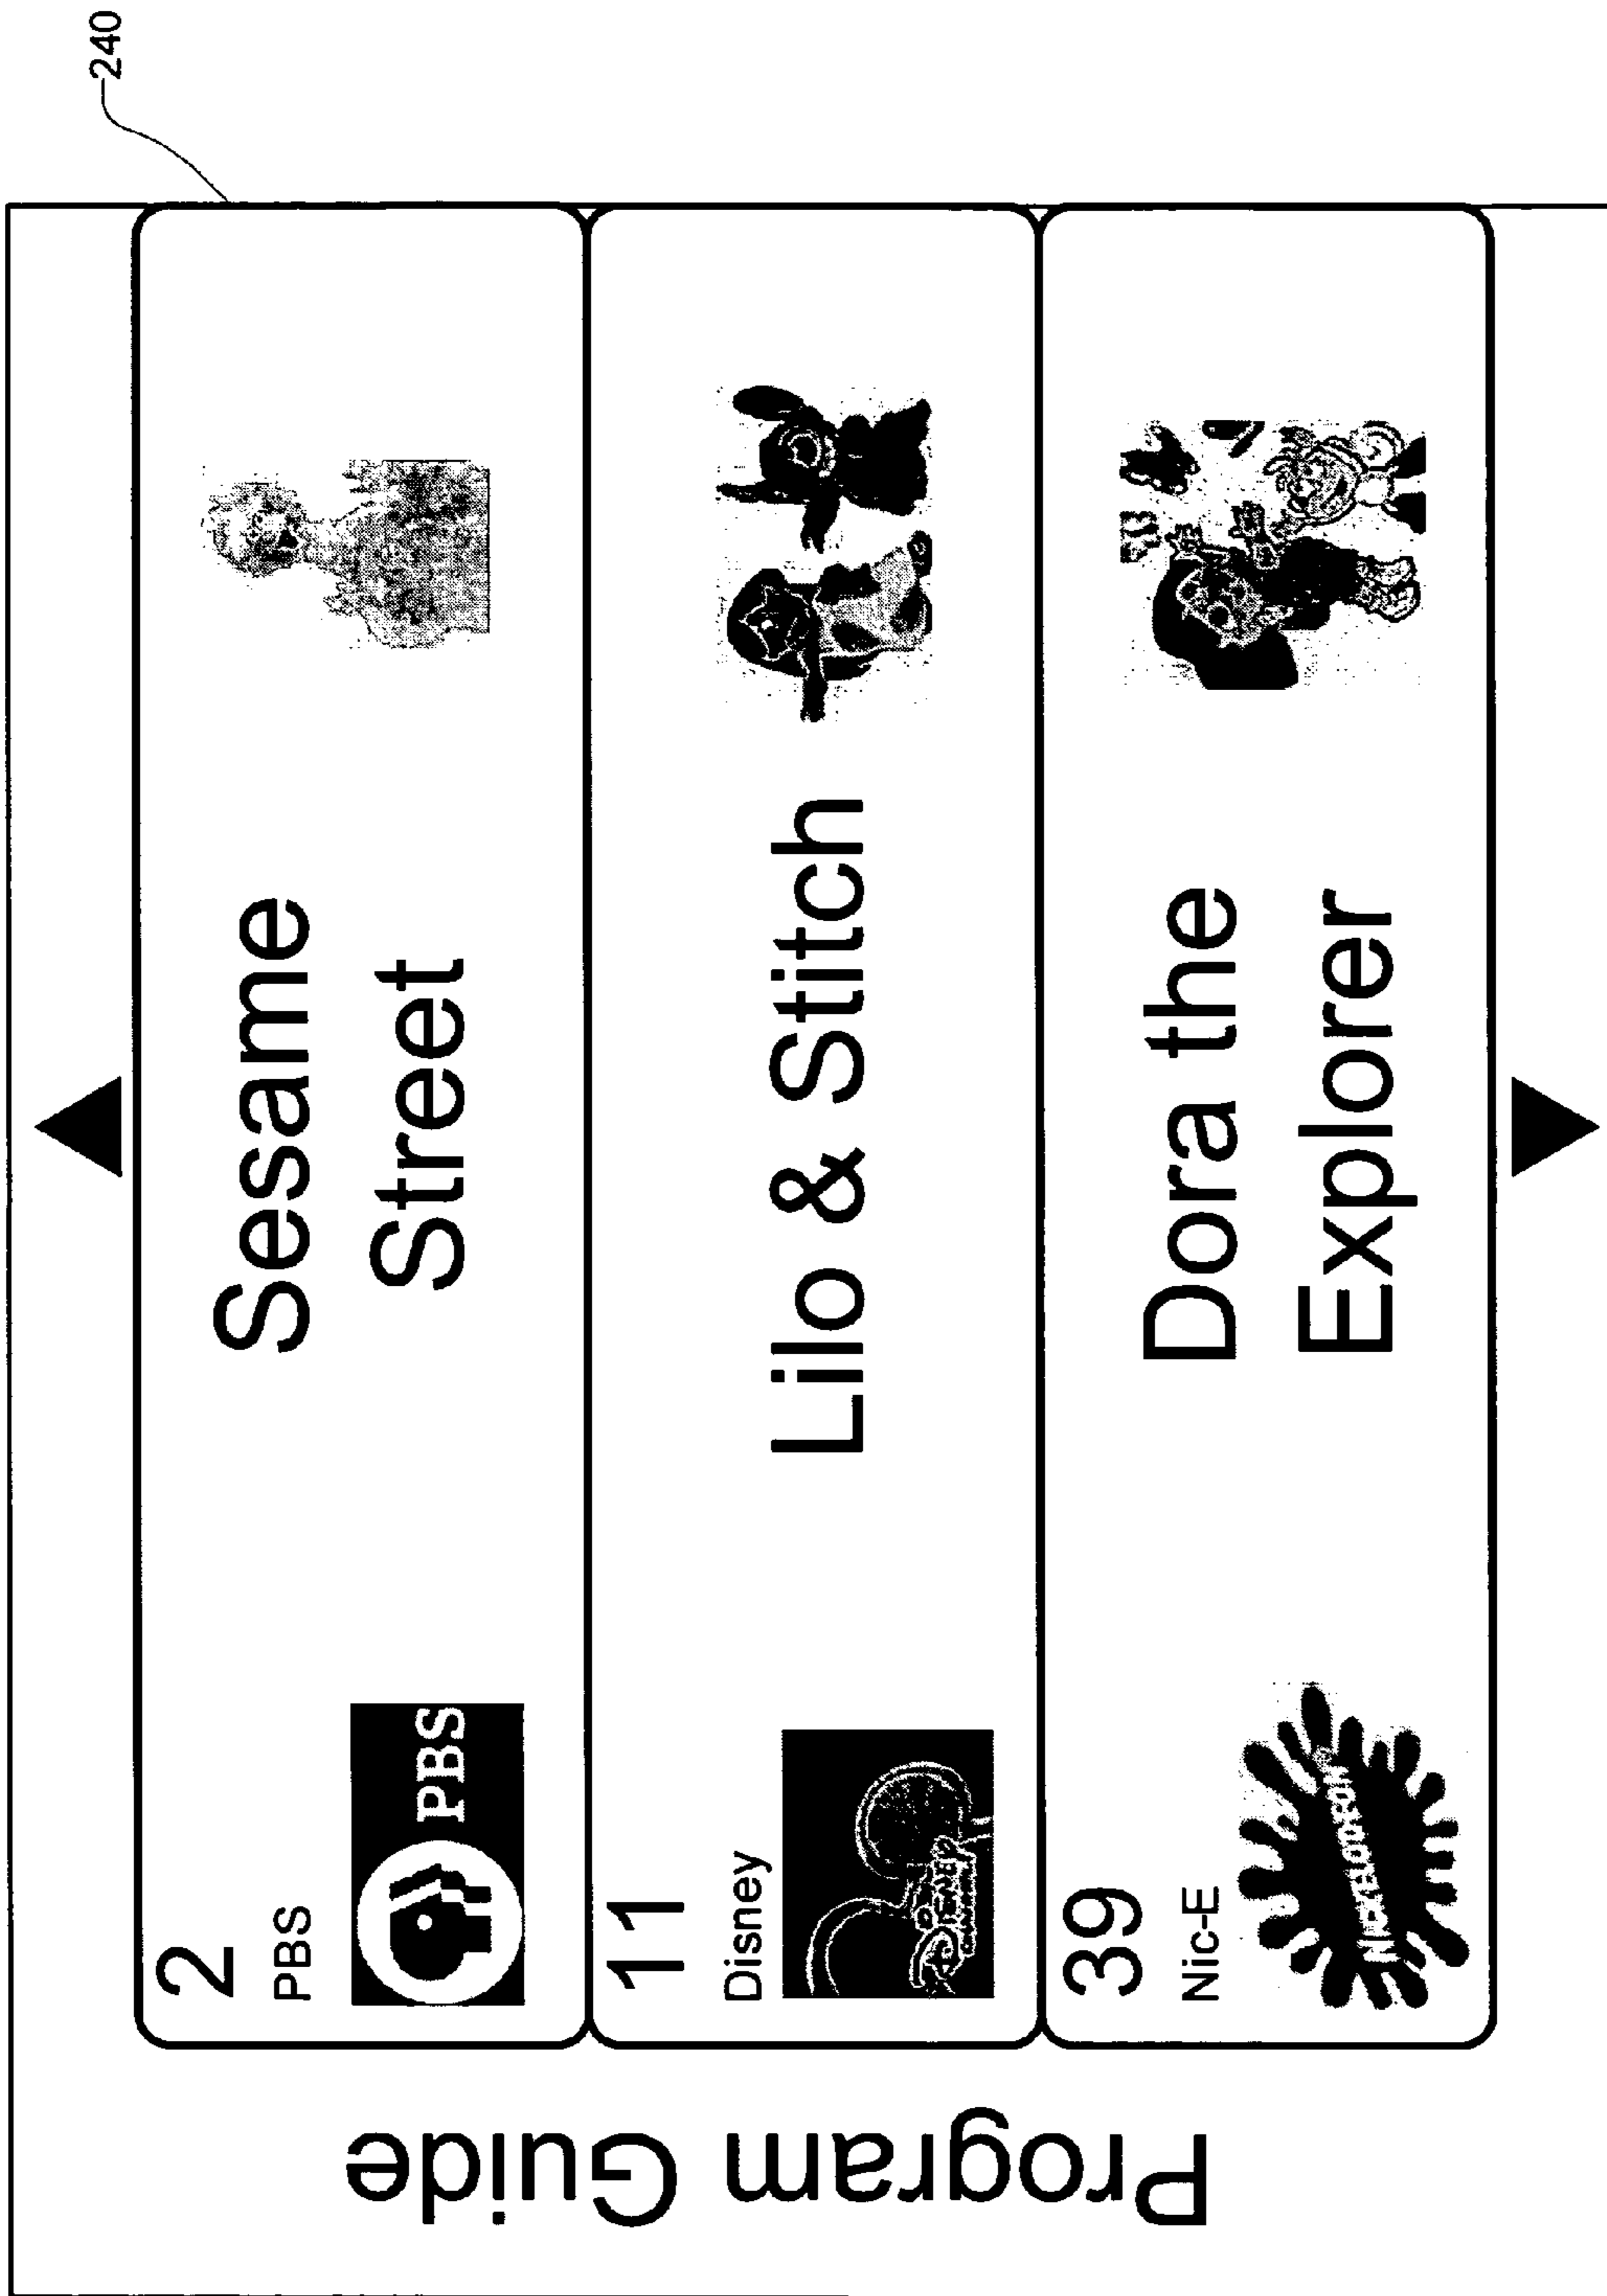 240
Program Guide
2
PBS
PBS
Sesame
Street
11
Disney
Lilo & Stitch
39
Nic-E
NICKELODEON
Dora the
Explorer